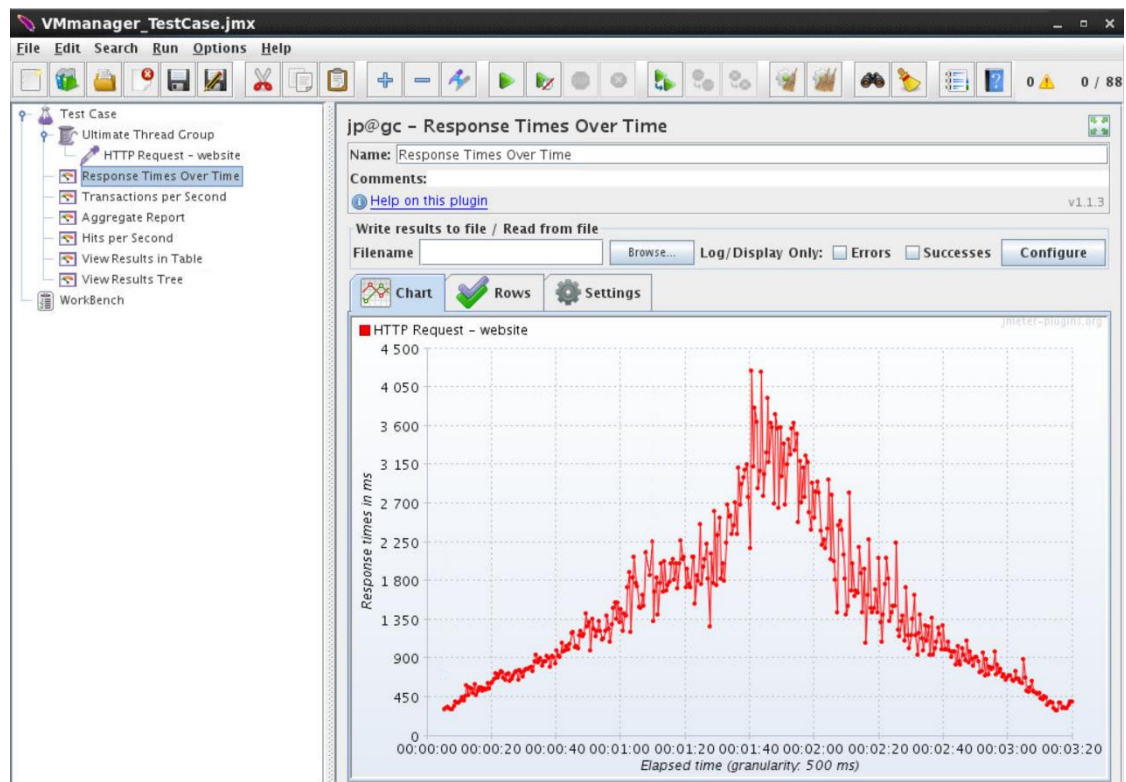 VMmanager_TestCase.jmx
File Edit Search Run Options Help
0 0 / 88
Test Case
Ultimate Thread Group
HTTP Request - website
Response Times Over Time
Transactions per Second
Aggregate Report
Hits per Second
View Results in Table
View Results Tree
WorkBench
jp@gc - Response Times Over Time
Name: Response Times Over Time
Comments:
Help on this plugin v1.1.3
Write results to file / Read from file
Filename Browse... Log/Display Only: Errors Successes Configure
Chart Rows Settings
jmeter-plugins.org
HTTP Request - website
4 500
4 050
3 600
3 150
2 700
2 250
1 800
1 350
900
450
0
Response times in ms
00:00:00 00:00:20 00:00:40 00:01:00 00:01:20 00:01:40 00:02:00 00:02:20 00:02:40 00:03:00 00:03:20
Elapsed time (granularity: 500 ms)